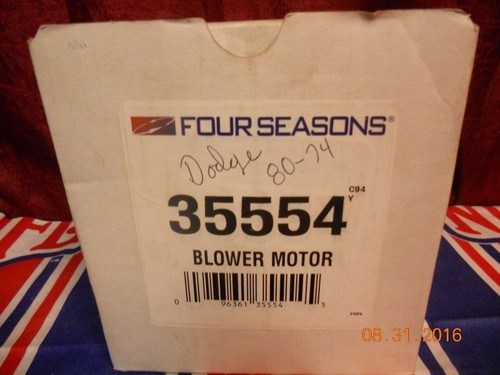 FOUR SEASONS®
Dodge 80-74
35554
C94
Y
BLOWER MOTOR
0 96361 35554 5
08.31.2016